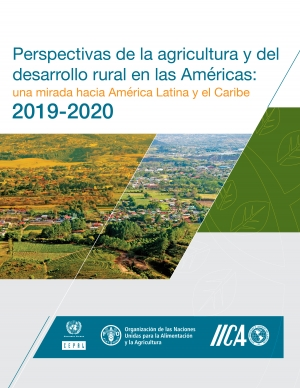 Perspectivas de la agricultura y del
desarrollo rural en las Américas:
una mirada hacia América Latina y el Caribe
2019-2020
CEPAL
Organización de las Naciones
Unidas para la Alimentación
y la Agricultura
IICA